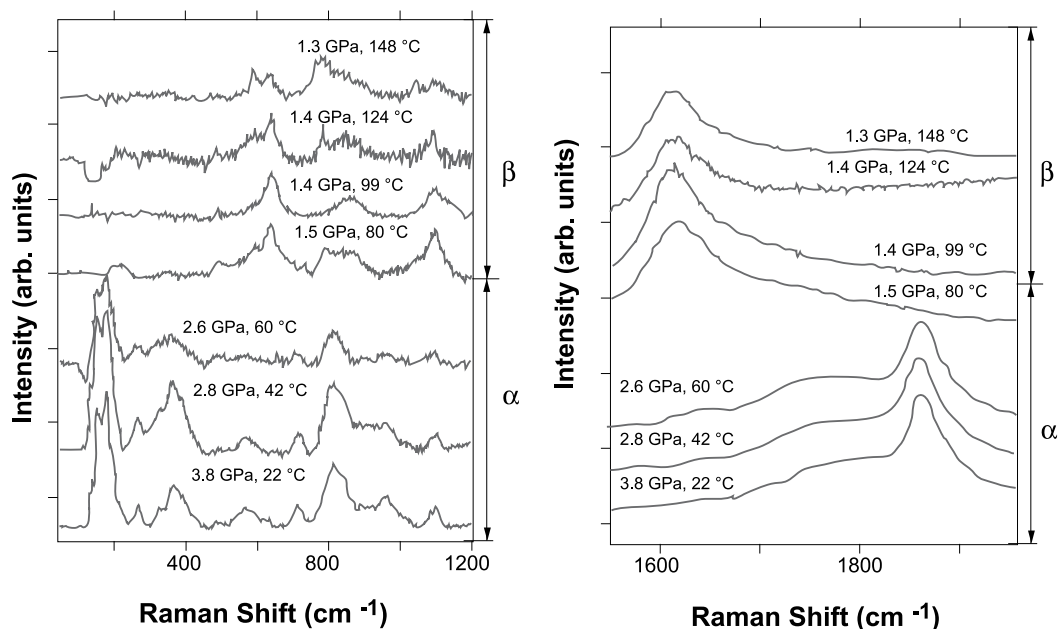 1.3 GPa, 148 °C
1.4 GPa, 124 °C
1.4 GPa, 99 °C
1.5 GPa, 80 °C
2.6 GPa, 60 °C
2.8 GPa, 42 °C
3.8 GPa, 22 °C
β
α
Intensity (arb. units)
400
800
1200
Raman Shift (cm -1)
1.3 GPa, 148 °C
1.4 GPa, 124 °C
1.4 GPa, 99 °C
1.5 GPa, 80 °C
2.6 GPa, 60 °C
2.8 GPa, 42 °C
3.8 GPa, 22 °C
β
α
Intensity (arb. units)
1600
1800
Raman Shift (cm -1)